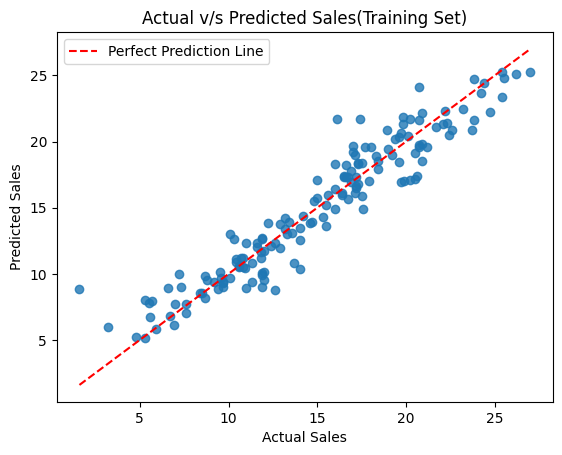 Actual v/s Predicted Sales(Training Set)
Perfect Prediction Line
Predicted Sales
25
20
15
10
5
5 10 15 20 25
Actual Sales